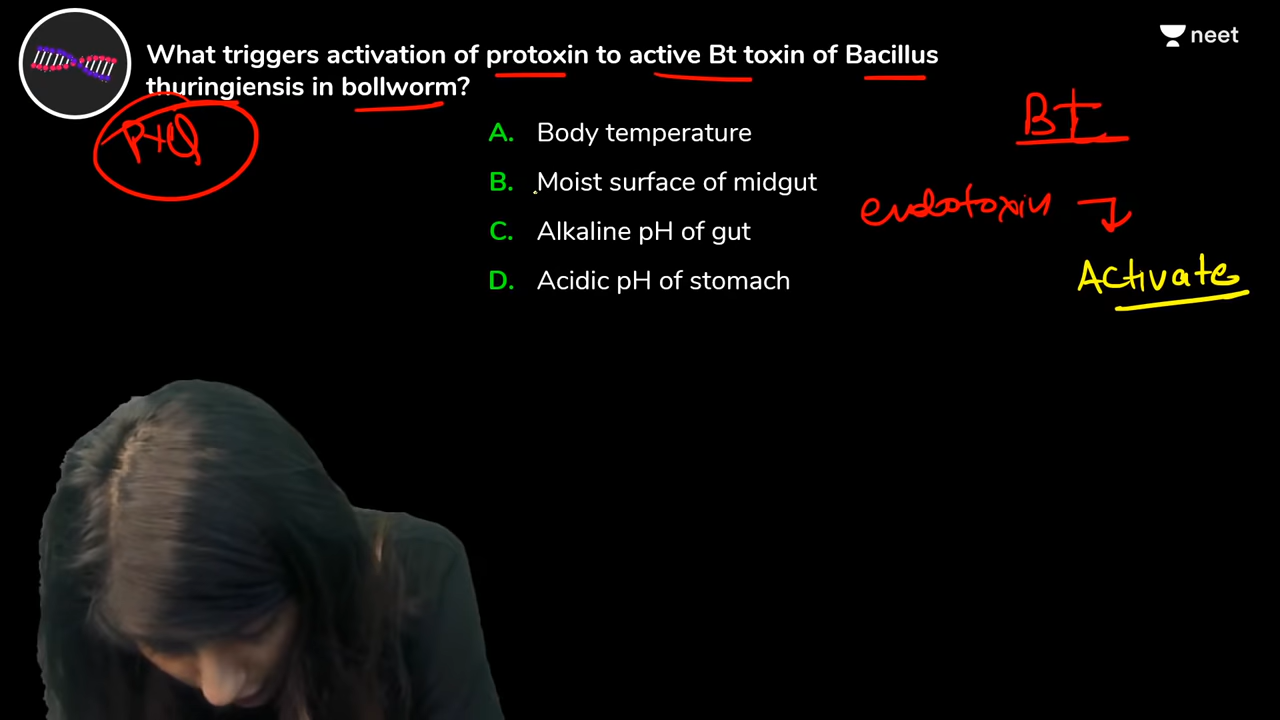 What triggers activation of protoxin to active Bt toxin of Bacillus
thuringiensis in bollworm?
neet
PYQ
A. Body temperature
B. Moist surface of midgut
C. Alkaline pH of gut
D. Acidic pH of stomach
Bt
endotoxin
Activate